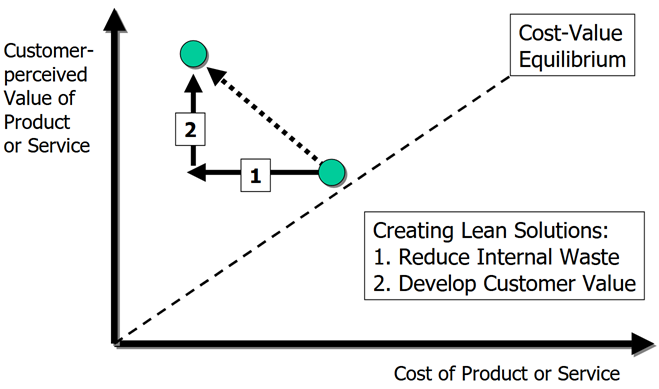 Customer-
perceived
Value of
Product
or Service
Cost-Value
Equilibrium
2
1
Creating Lean Solutions:
1. Reduce Internal Waste
2. Develop Customer Value
Cost of Product or Service